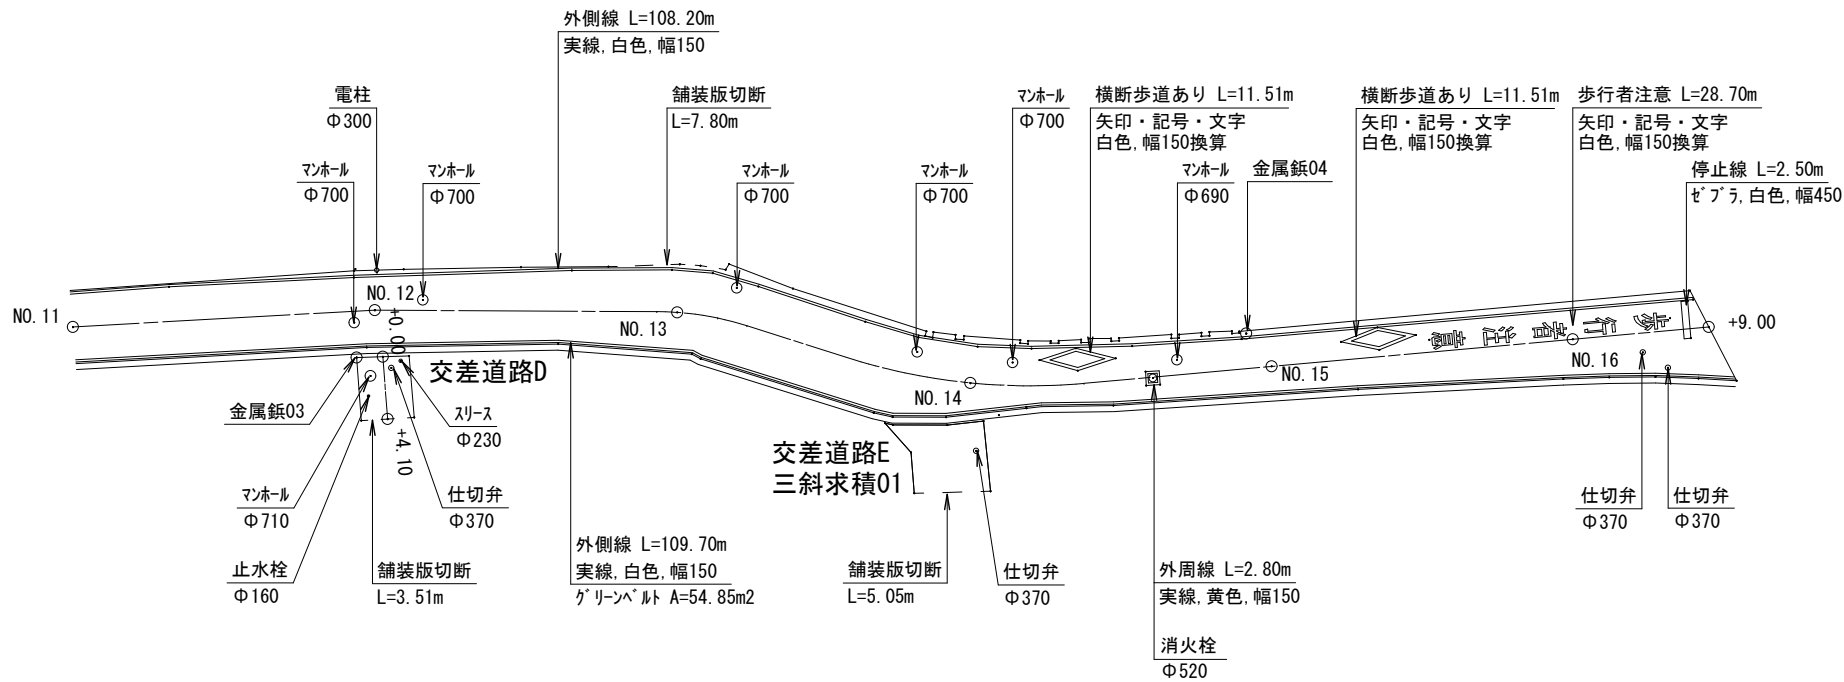 外側線 L=108.20m
実線,白色,幅150
電柱
Φ300
舗装版切断
L=7.80m
ﾏﾝﾎｰﾙ
Φ700
横断歩道あり L=11.51m
矢印・記号・文字
白色,幅150換算
横断歩道あり L=11.51m
矢印・記号・文字
白色,幅150換算
歩行者注意 L=28.70m
矢印・記号・文字
白色,幅150換算
ﾏﾝﾎｰﾙ
Φ700
ﾏﾝﾎｰﾙ
Φ700
ﾏﾝﾎｰﾙ
Φ700
ﾏﾝﾎｰﾙ
Φ700
ﾏﾝﾎｰﾙ
Φ690
金属鋲04
停止線 L=2.50m
ｾﾞﾌﾞﾗ,白色,幅450
NO.11
NO.12
NO.13
NO.14
NO.15
NO.16
+9.00
歩行者注意
+0.00
+4.10
交差道路D
金属鋲03
ｽﾘｰｽ
Φ230
交差道路E
三斜求積01
ﾏﾝﾎｰﾙ
Φ710
仕切弁
Φ370
仕切弁
Φ370
仕切弁
Φ370
止水栓
Φ160
舗装版切断
L=3.51m
外側線 L=109.70m
実線,白色,幅150
ｸﾞﾘｰﾝﾍﾞﾙﾄ A=54.85m2
舗装版切断
L=5.05m
仕切弁
Φ370
外周線 L=2.80m
実線,黄色,幅150
消火栓
Φ520